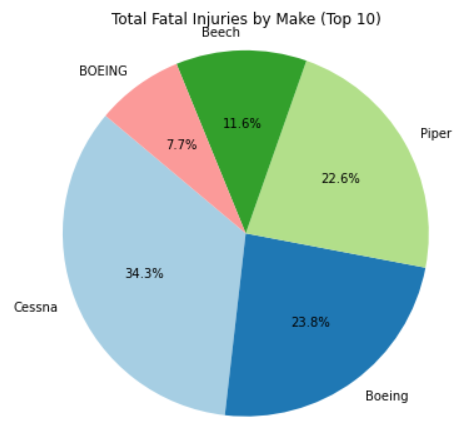 Total Fatal Injuries by Make (Top 10)
Beech
BOEING
11.6%
Piper
7.7%
22.6%
34.3%
Cessna
23.8%
Boeing